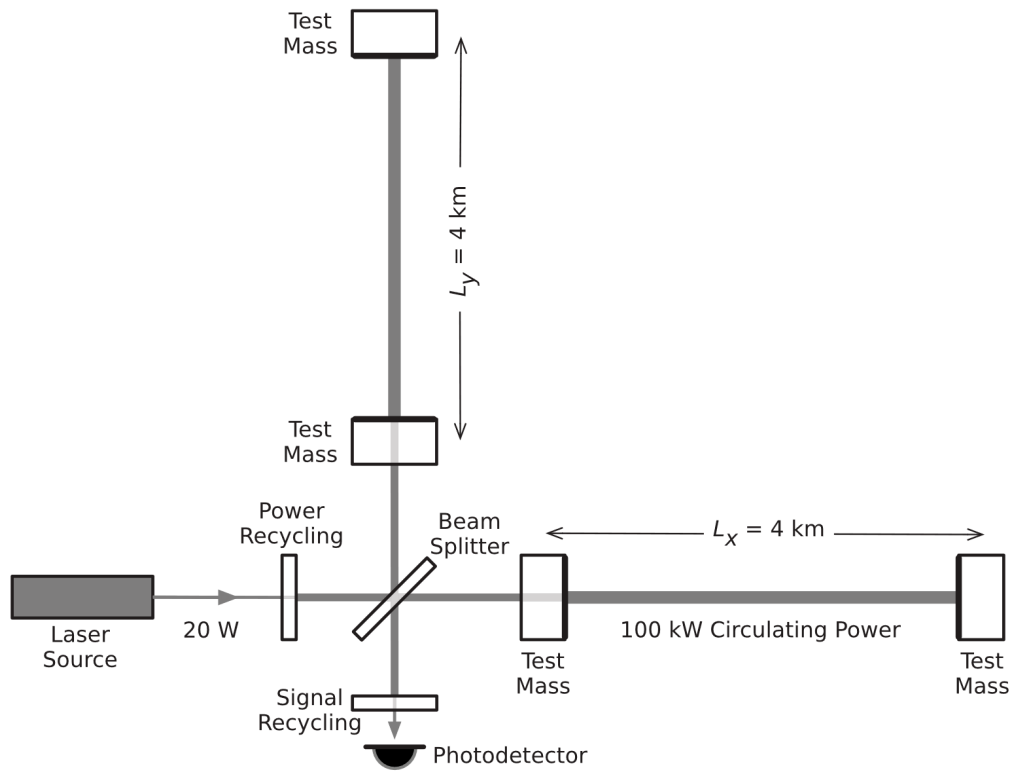 Test
Mass
L_y = 4 km
Test
Mass
Power
Recycling
Beam
Splitter
L_x = 4 km
20 W
100 kW Circulating Power
Laser
Source
Test
Mass
Test
Mass
Signal
Recycling
Photodetector